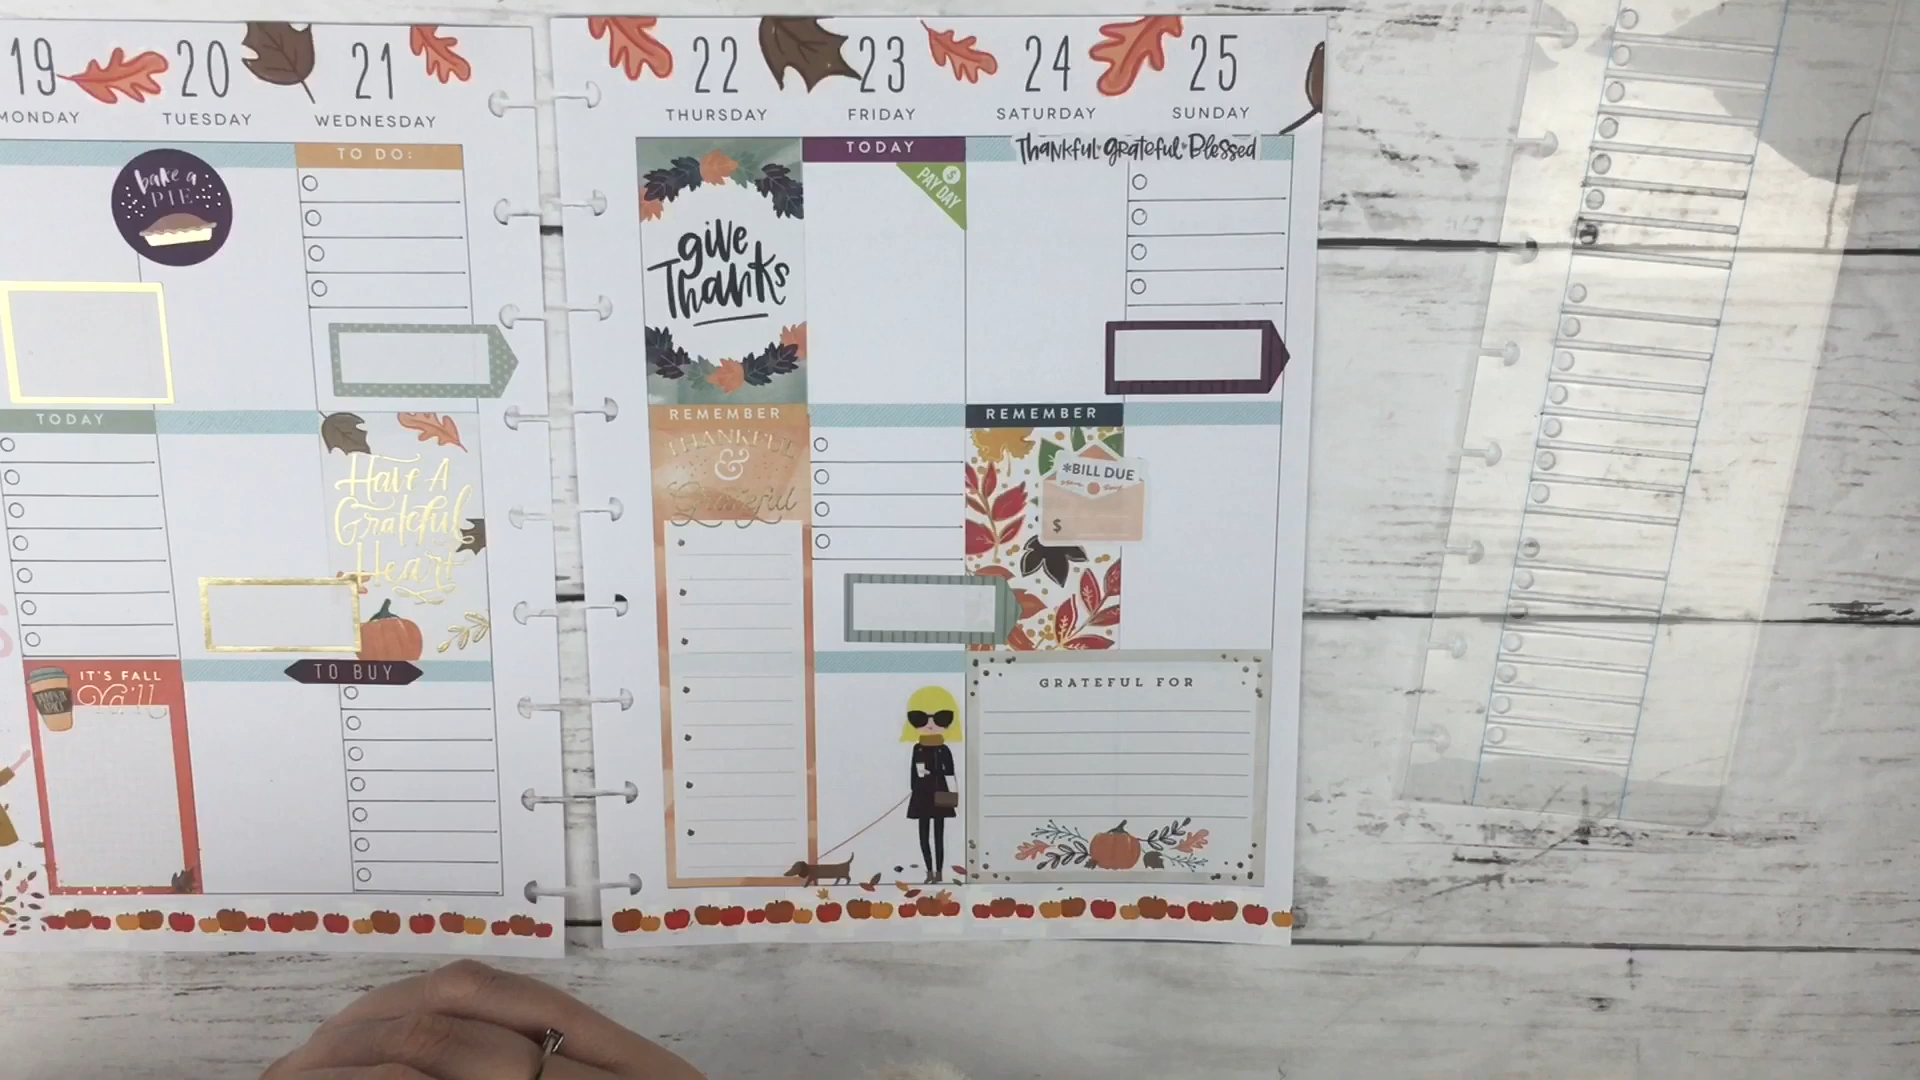 19
MONDAY
20
TUESDAY
21
WEDNESDAY
22
THURSDAY
23
FRIDAY
24
SATURDAY
25
SUNDAY
bake a
PIE
TO DO:
TODAY
Have A
Grateful
Heart
IT'S FALL
Ya'll
TO BUY
give
Thanks
REMEMBER
THANKFUL
&
Grateful
TODAY
$
PAY DAY
Thankful Grateful Blessed
REMEMBER
*BILL DUE
$
GRATEFUL FOR